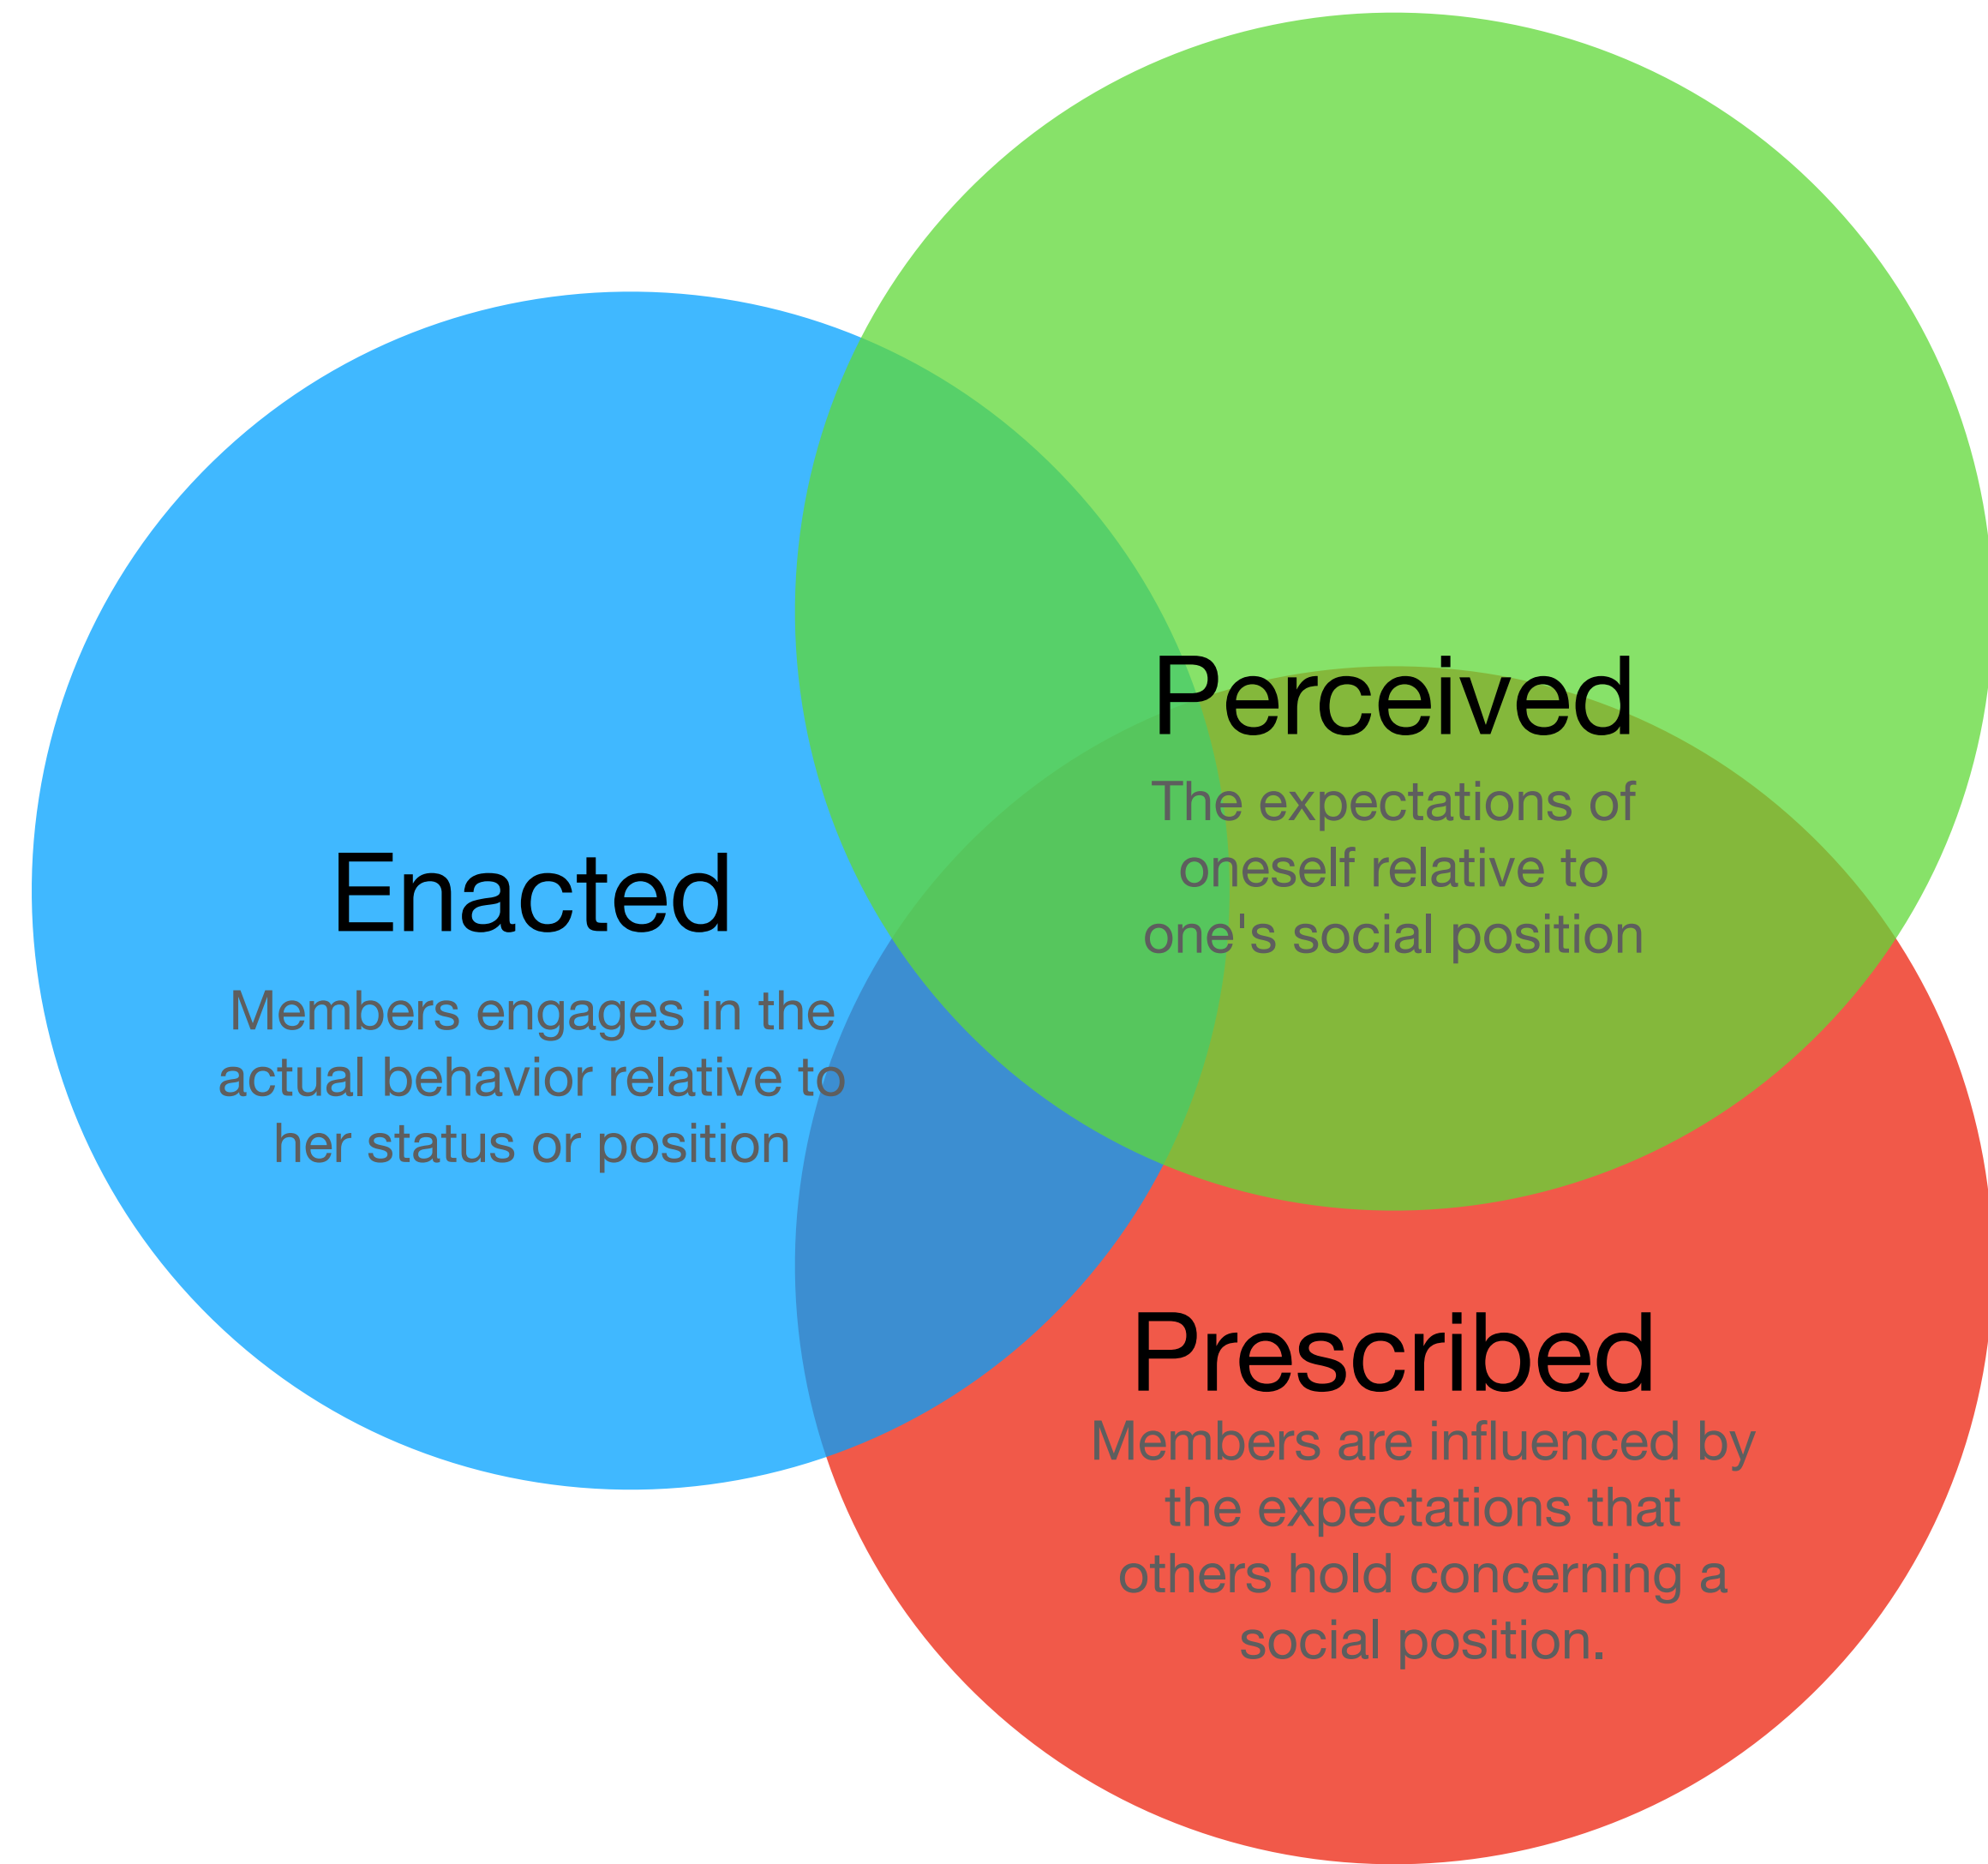 Perceived
The expectations of
oneself relative to
one's social position
Enacted
Members engages in the
actual behavior relative to
her status or position
Prescribed
Members are influenced by
the expectations that
others hold concerning a
social position.